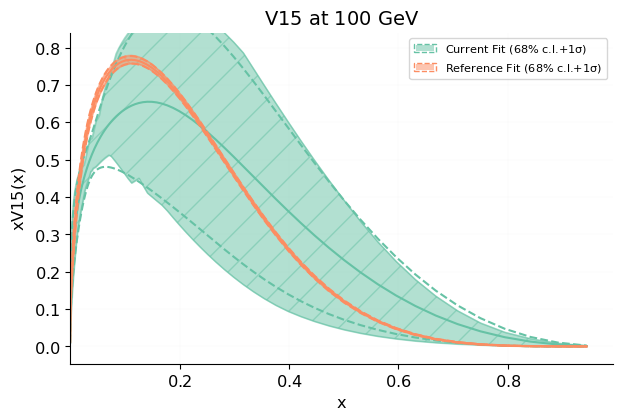 V15 at 100 GeV
Current Fit (68% c.l.+1σ)
Reference Fit (68% c.l.+1σ)
xV15(x)
0.8
0.7
0.6
0.5
0.4
0.3
0.2
0.1
0.0
0.2 0.4 0.6 0.8
x